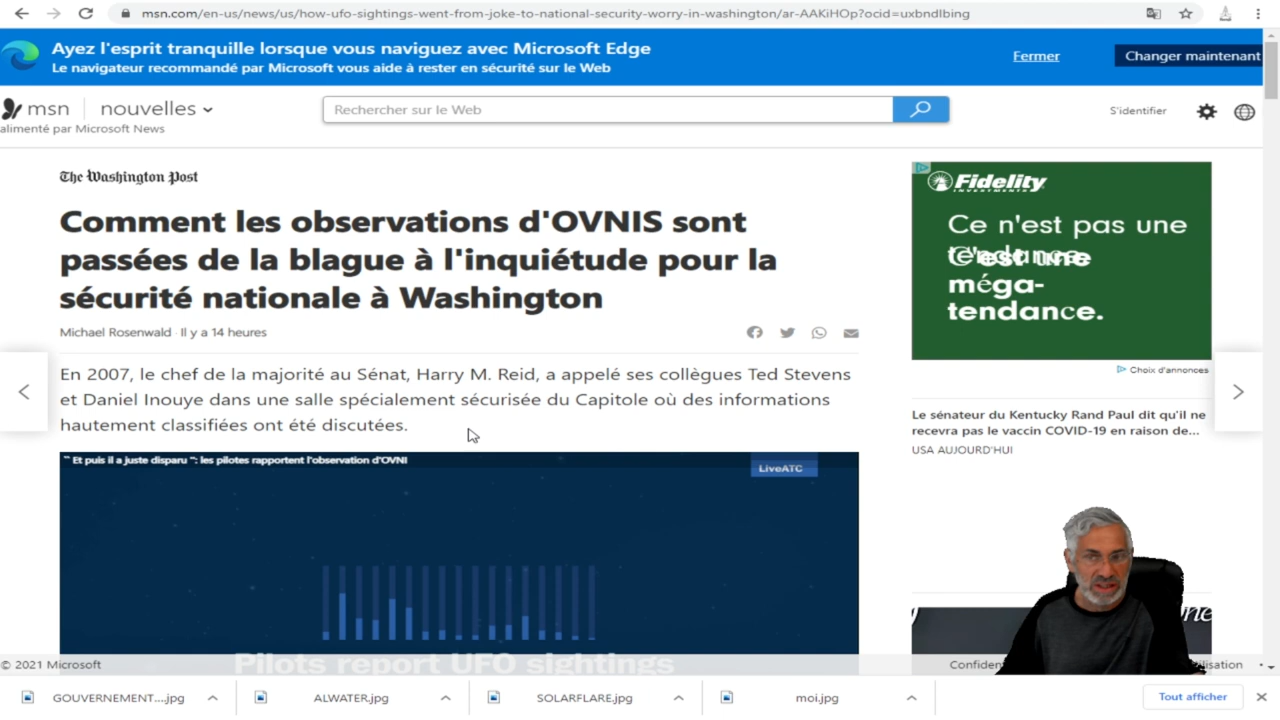 msn.com/en-us/news/us/how-ufo-sightings-went-from-joke-to-national-security-worry-in-washington/ar-AAKiHOp?ocid=uxbndlbing
Ayez l'esprit tranquille lorsque vous naviguez avec Microsoft Edge
Le navigateur recommandé par Microsoft vous aide à rester en sécurité sur le Web
Fermer
Changer maintenant
msn
nouvelles
alimenté par Microsoft News
Rechercher sur le Web
S'identifier
The Washington Post
Comment les observations d'OVNIS sont
passées de la blague à l'inquiétude pour la
sécurité nationale à Washington
Michael Rosenwald · Il y a 14 heures
En 2007, le chef de la majorité au Sénat, Harry M. Reid, a appelé ses collègues Ted Stevens
et Daniel Inouye dans une salle spécialement sécurisée du Capitole où des informations
hautement classifiées ont été discutées.
" Et puis il a juste disparu ": les pilotes rapportent l'observation d'OVNI
LiveATC
Pilots report UFO sightings
Fidelity
INVESTMENTS
Ce n'est pas une
tendance.
C'est une
méga-
tendance.
Choix d'annonces
Le sénateur du Kentucky Rand Paul dit qu'il ne
recevra pas le vaccin COVID-19 en raison de...
USA AUJOURD'HUI
© 2021 Microsoft
GOUVERNEMENT....jpg
ALWATER.jpg
SOLARFLARE.jpg
moi.jpg
Tout afficher